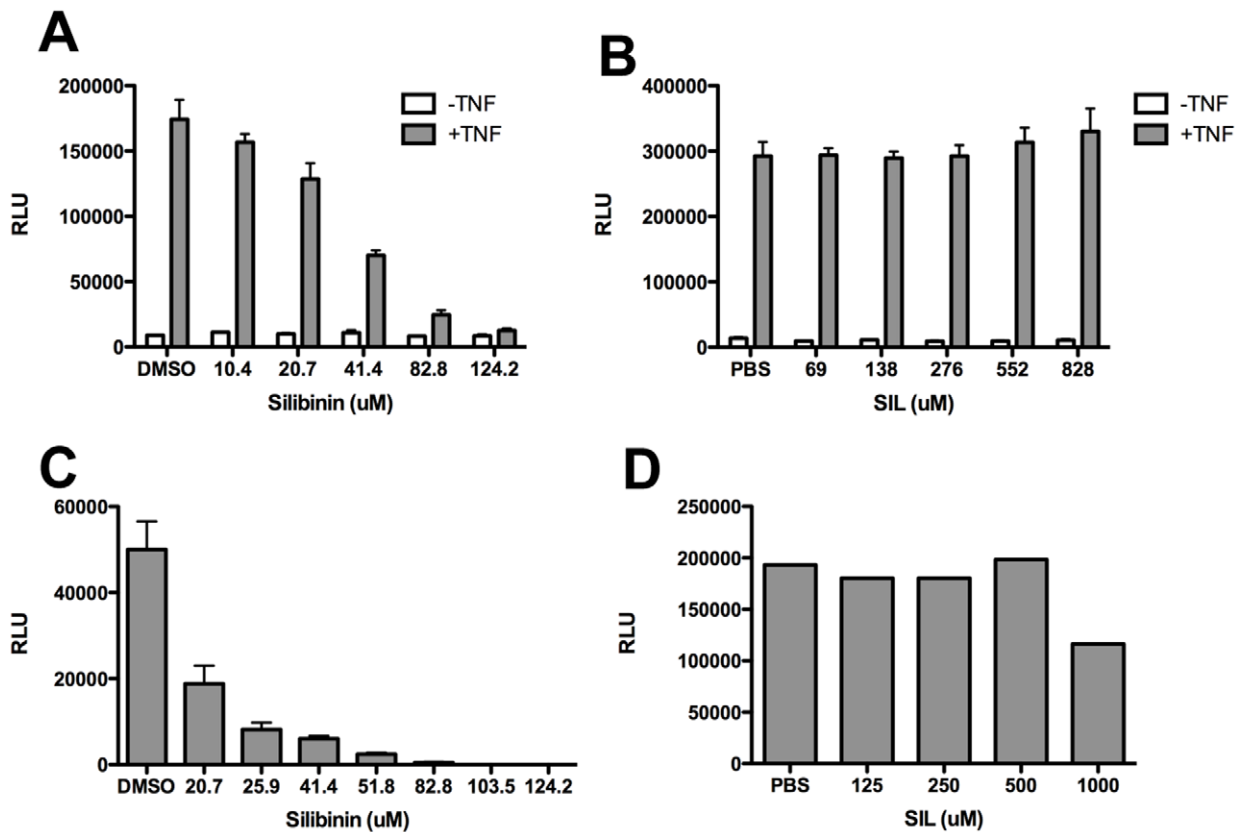 A
200000
150000
100000
50000
0
RLU
-TNF
+TNF
DMSO 10.4 20.7 41.4 82.8 124.2
Silibinin (uM)
B
400000
300000
200000
100000
0
RLU
-TNF
+TNF
PBS 69 138 276 552 828
SIL (uM)
C
60000
40000
20000
0
RLU
DMSO 20.7 25.9 41.4 51.8 82.8 103.5 124.2
Silibinin (uM)
D
250000
200000
150000
100000
50000
0
RLU
PBS 125 250 500 1000
SIL (uM)